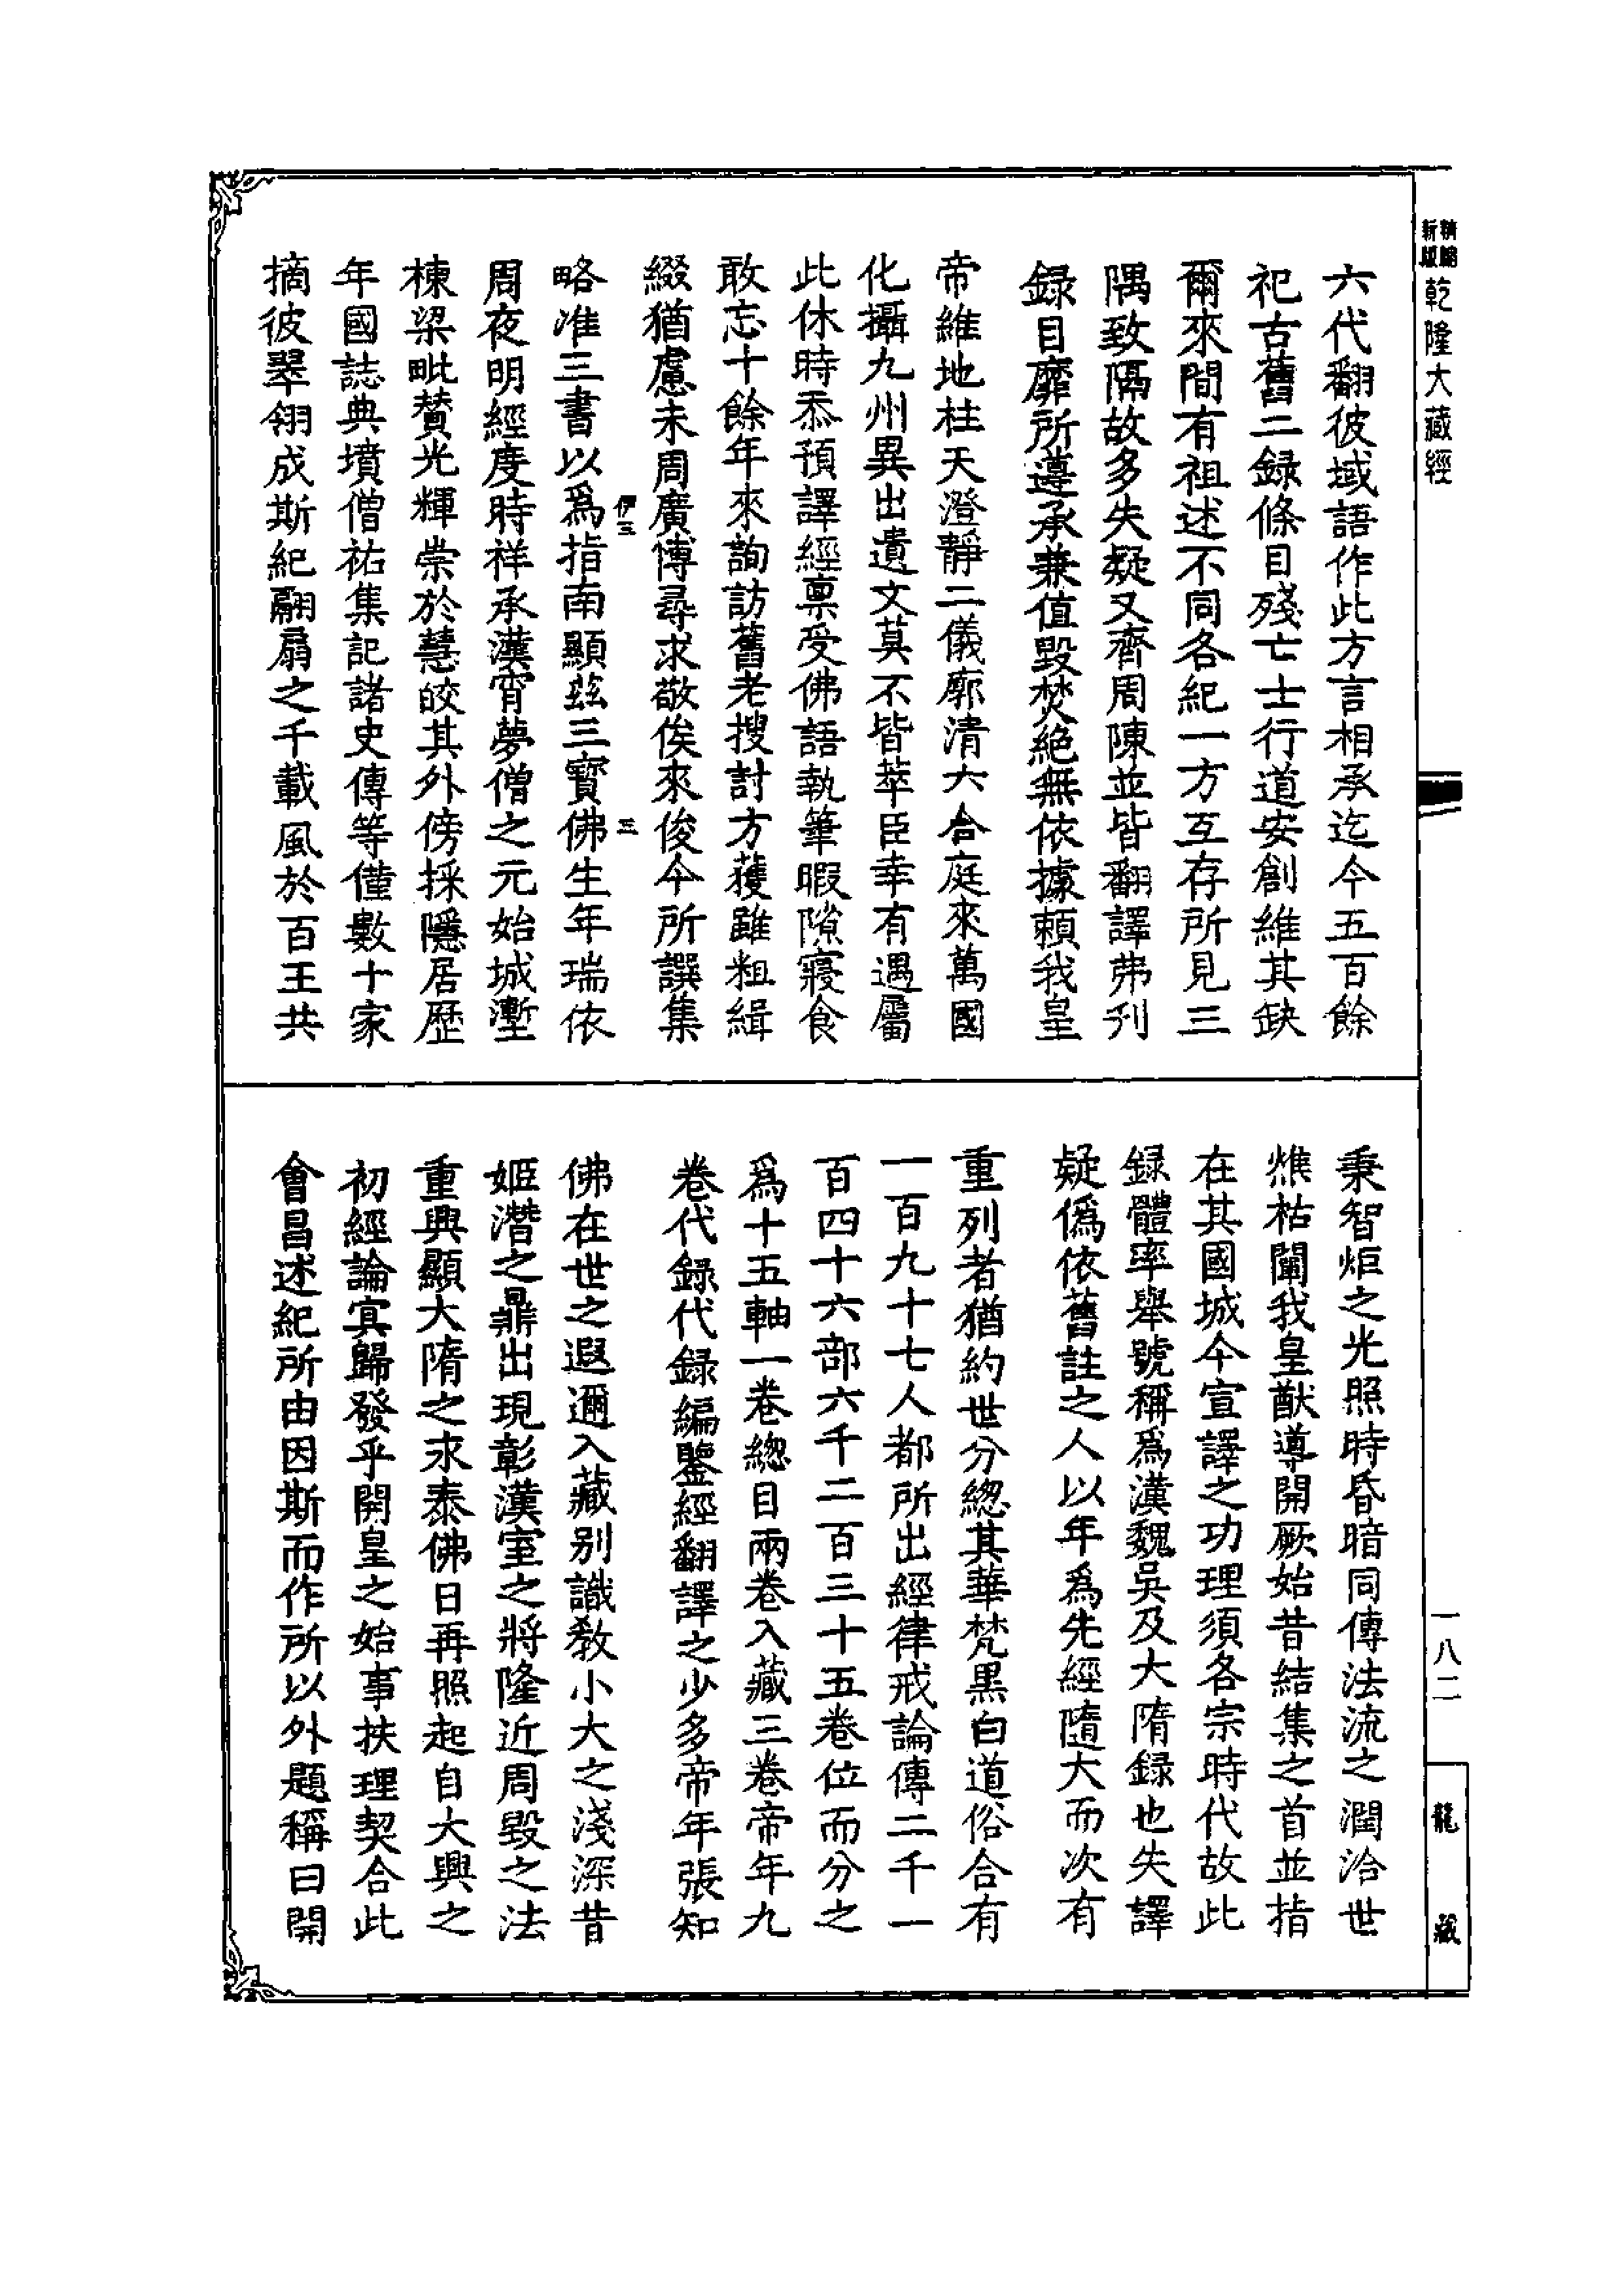 精縮
新版
乾隆大藏經
六代翻彼域語作此方言相承迄今五百餘
祀古舊二録條目殘亡士行道安創維其缺
爾來間有祖述不同各紀一方互存所見三
隅致隔故多失疑又齊周陳並皆翻譯弗刊
録目靡所遵承兼值毀焚絶無依據賴我皇
帝維地柱天澄靜二儀廓清六合庭來萬國
化攝九州異出遺文莫不皆萃臣幸有遇屬
此休時忝預譯經禀受佛語執筆暇隙寢食
敢忘十餘年來詢訪舊老搜討方獲雖粗緝
綴猶慮未周廣愽尋求敬俟來俊今所譔集
伊三
三
略准三書以爲指南顯兹三寳佛生年瑞依
周夜明經度時祥承漢宵夢僧之元始城壍
棟梁毗贊光輝崇於慧皎其外傍採隱居歷
年國誌典墳僧祐集記諸史傳等僅數十家
摘彼翠翎成斯紀翮扇之千載風於百王共
秉智炬之光照時昏暗同傳法流之潤洽世
燋枯闡我皇猷導開厥始昔結集之首並指
在其國城今宣譯之功理須各宗時代故此
録體率舉號稱爲漢魏吳及大隋録也失譯
疑僞依舊註之人以年爲先經隨大而次有
重列者猶約世分總其華梵黑白道俗合有
一百九十七人都所出經律戒論傳二千一
百四十六部六千二百三十五卷位而分之
爲十五軸一卷總目兩卷入藏三卷帝年九
卷代録代録編鑒經翻譯之少多帝年張知
佛在世之遐邇入藏别識教小大之淺深昔
姬潛之鼎出現彰漢室之將隆近周毀之法
重興顯大隋之求泰佛日再照起自大興之
初經論宜歸發乎開皇之始事扶理契合此
會昌述紀所由因斯而作所以外題稱曰開
一八二
龍藏